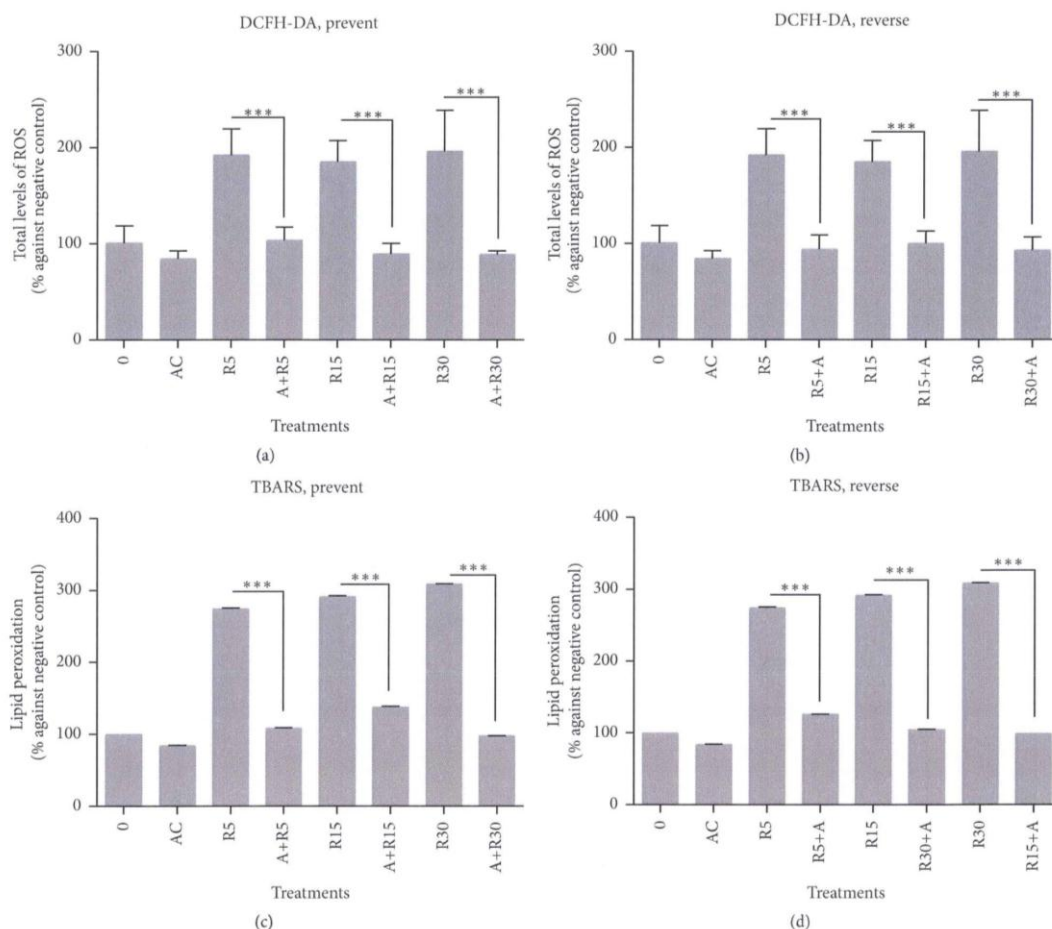 DCFH-DA, prevent
300
200
100
0
Total levels of ROS
(% against negative control)
***
***
***
0
AC
R5
A+R5
R15
A+R15
R30
A+R30
Treatments
(a)
DCFH-DA, reverse
300
200
100
0
Total levels of ROS
(% against negative control)
***
***
***
0
AC
R5
R5+A
R15
R15+A
R30
R30+A
Treatments
(b)
TBARS, prevent
400
300
200
100
0
Lipid peroxidation
(% against negative control)
***
***
***
0
AC
R5
A+R5
R15
A+R15
R30
A+R30
Treatments
(c)
TBARS, reverse
400
300
200
100
0
Lipid peroxidation
(% against negative control)
***
***
***
0
AC
R5
R5+A
R15
R30+A
R30
R15+A
Treatments
(d)